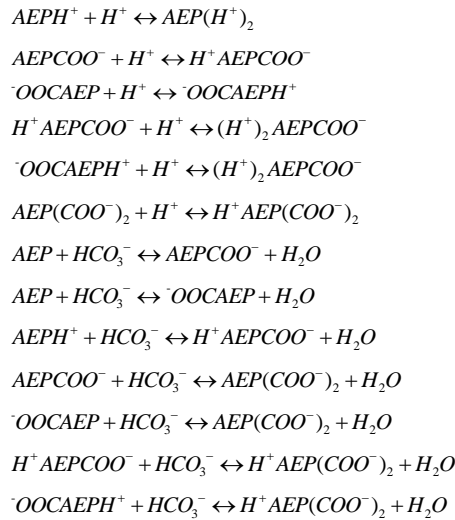 AEPH⁺ + H⁺ ↔ AEP(H⁺)₂
AEPCOO⁻ + H⁺ ↔ H⁺AEPCOO⁻
⁻OOCAEP + H⁺ ↔ ⁻OOCAEPH⁺
H⁺AEPCOO⁻ + H⁺ ↔ (H⁺)₂AEPCOO⁻
⁻OOCAEPH⁺ + H⁺ ↔ (H⁺)₂AEPCOO⁻
AEP(COO⁻)₂ + H⁺ ↔ H⁺AEP(COO⁻)₂
AEP + HCO₃⁻ ↔ AEPCOO⁻ + H₂O
AEP + HCO₃⁻ ↔ ⁻OOCAEP + H₂O
AEPH⁺ + HCO₃⁻ ↔ H⁺AEPCOO⁻ + H₂O
AEPCOO⁻ + HCO₃⁻ ↔ AEP(COO⁻)₂ + H₂O
⁻OOCAEP + HCO₃⁻ ↔ AEP(COO⁻)₂ + H₂O
H⁺AEPCOO⁻ + HCO₃⁻ ↔ H⁺AEP(COO⁻)₂ + H₂O
⁻OOCAEPH⁺ + HCO₃⁻ ↔ H⁺AEP(COO⁻)₂ + H₂O